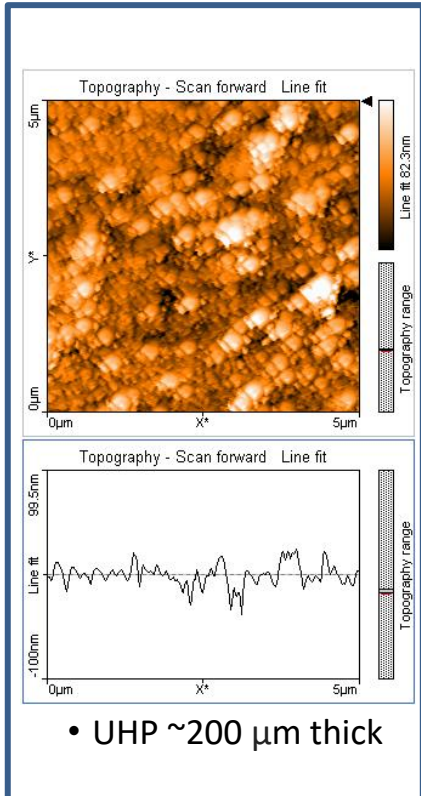 Topography - Scan forward Line fit
5µm
Y*
0µm
0µm
X*
5µm
Line fit 82.3nm
Topography range
Topography - Scan forward Line fit
99.5nm
Line fit
-100nm
0µm
X*
5µm
Topography range
• UHP ~200 µm thick